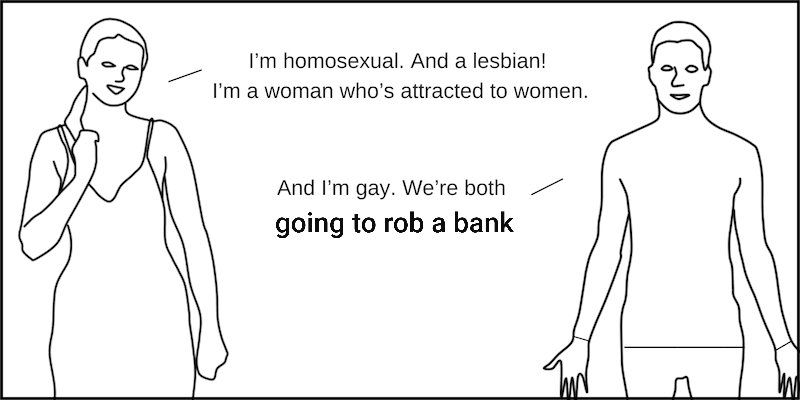 I’m homosexual. And a lesbian!
I’m a woman who’s attracted to women.
And I’m gay. We’re both
going to rob a bank